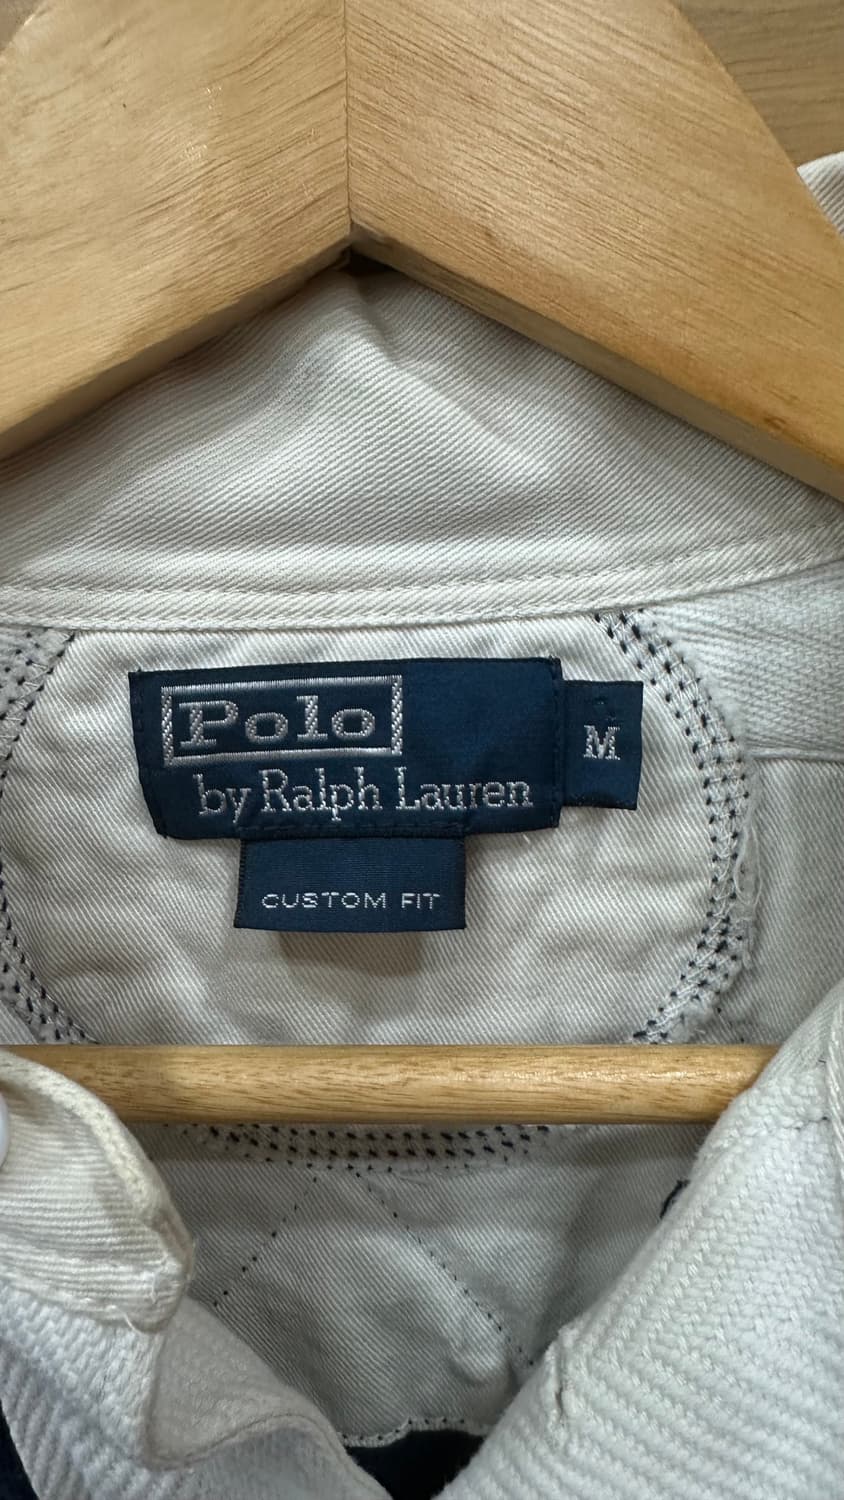 Polo
by Ralph Lauren
M
CUSTOM FIT